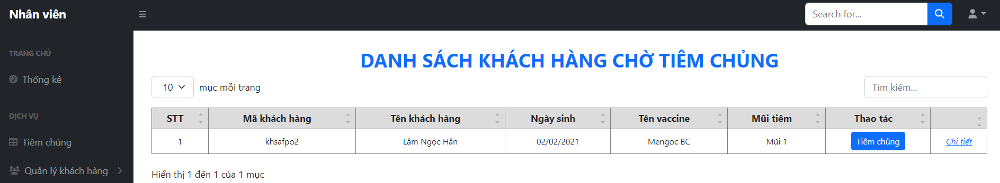 Nhân viên
Search for...
TRANG CHỦ
Thống kê
DỊCH VỤ
Tiêm chủng
Quản lý khách hàng
DANH SÁCH KHÁCH HÀNG CHỜ TIÊM CHỦNG
10 mục mỗi trang
Tìm kiếm...
STT Mã khách hàng Tên khách hàng Ngày sinh Tên vaccine Mũi tiêm Thao tác
1 khsafpo2 Lâm Ngọc Hân 02/02/2021 Mengoc BC Mũi 1 Tiêm chủng Chi tiết
Hiển thị 1 đến 1 của 1 mục